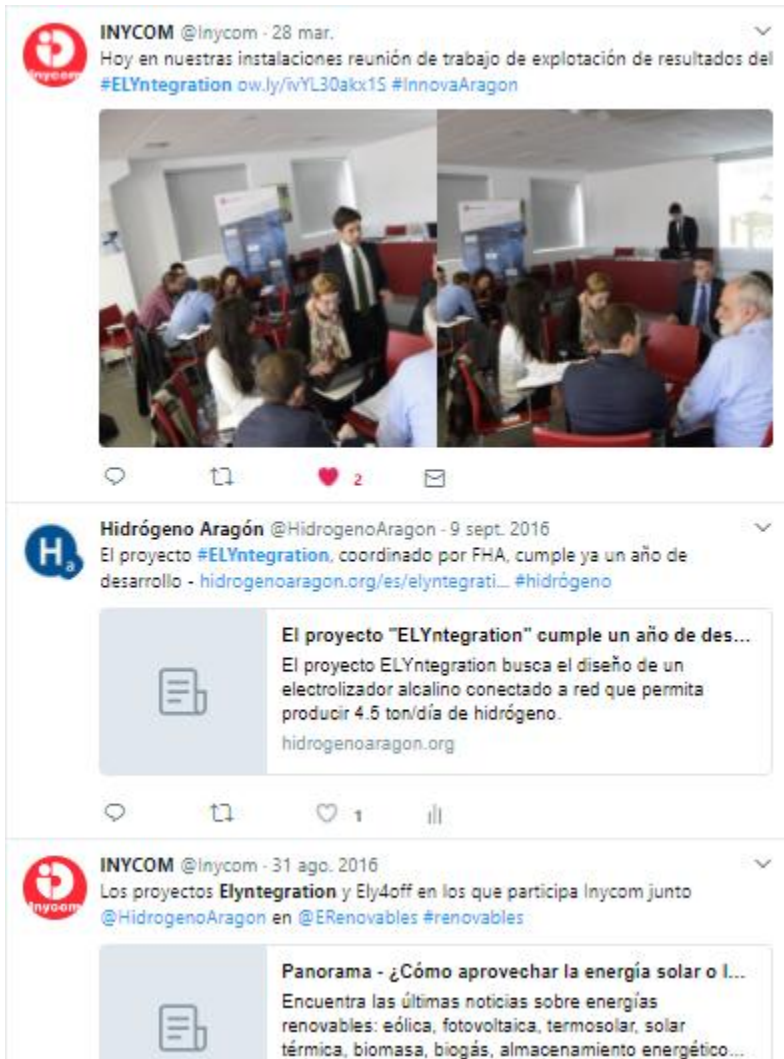 INYCOM @Inycom · 28 mar.
Hoy en nuestras instalaciones reunión de trabajo de explotación de resultados del
#ELYntegration ow.ly/ivYL30akx1S #InnovaAragon
2
Hidrógeno Aragón @HidrogenoAragon · 9 sept. 2016
El proyecto #ELYntegration, coordinado por FHA, cumple ya un año de
desarrollo - hidrogenoaragon.org/es/elyntegrati... #hidrógeno
El proyecto "ELYntegration" cumple un año de des...
El proyecto ELYntegration busca el diseño de un
electrolizador alcalino conectado a red que permita
producir 4.5 ton/día de hidrógeno.
hidrogenoaragon.org
1
INYCOM @Inycom · 31 ago. 2016
Los proyectos Elyntegration y Ely4off en los que participa Inycom junto
@HidrogenoAragon en @ERenovables #renovables
Panorama - ¿Cómo aprovechar la energía solar o l...
Encuentra las últimas noticias sobre energías
renovables: eólica, fotovoltaica, termosolar, solar
térmica, biomasa, biogás, almacenamiento energético...
Inycom
Ha
Inycom